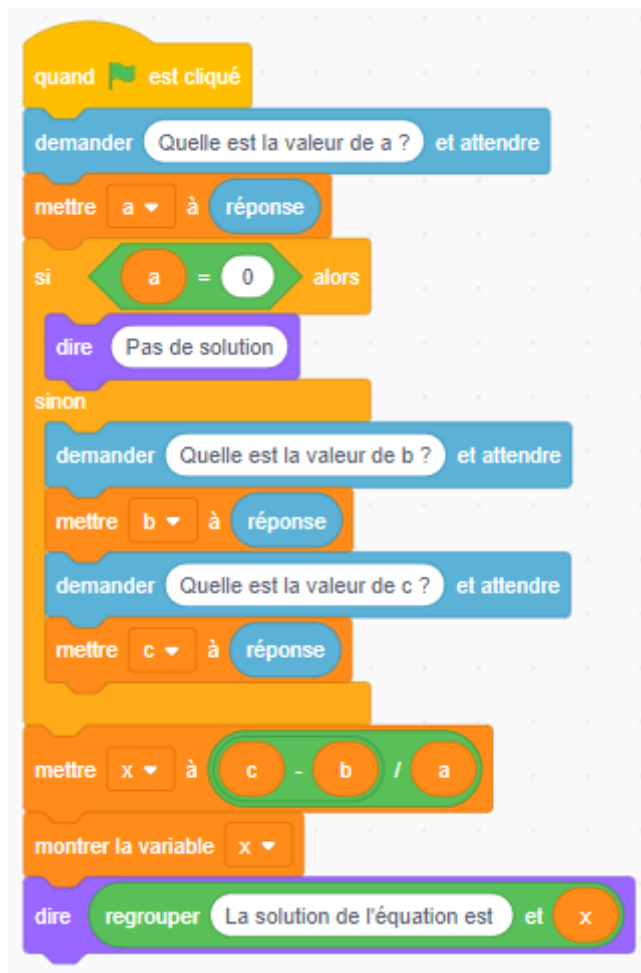 quand est cliqué
demander Quelle est la valeur de a ? et attendre
mettre a à réponse
si a = 0 alors
dire Pas de solution
sinon
demander Quelle est la valeur de b ? et attendre
mettre b à réponse
demander Quelle est la valeur de c ? et attendre
mettre c à réponse
mettre x à c - b / a
montrer la variable x
dire regrouper La solution de l'équation est et x